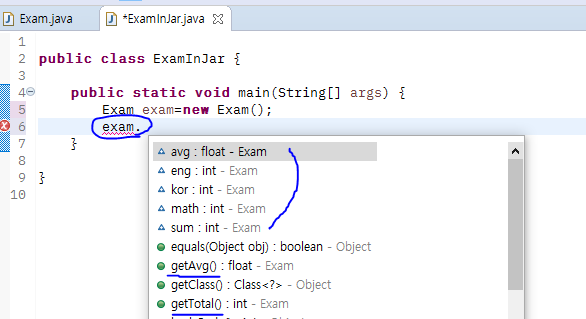 Exam.java
*ExamInJar.java
1
2 public class ExamInJar {
3
4 public static void main(String[] args) {
5 Exam exam=new Exam();
6 exam.
7 }
8
9 }
10
avg : float - Exam
eng : int - Exam
kor : int - Exam
math : int - Exam
sum : int - Exam
equals(Object obj) : boolean - Object
getAvg() : float - Exam
getClass() : Class<?> - Object
getTotal() : int - Exam